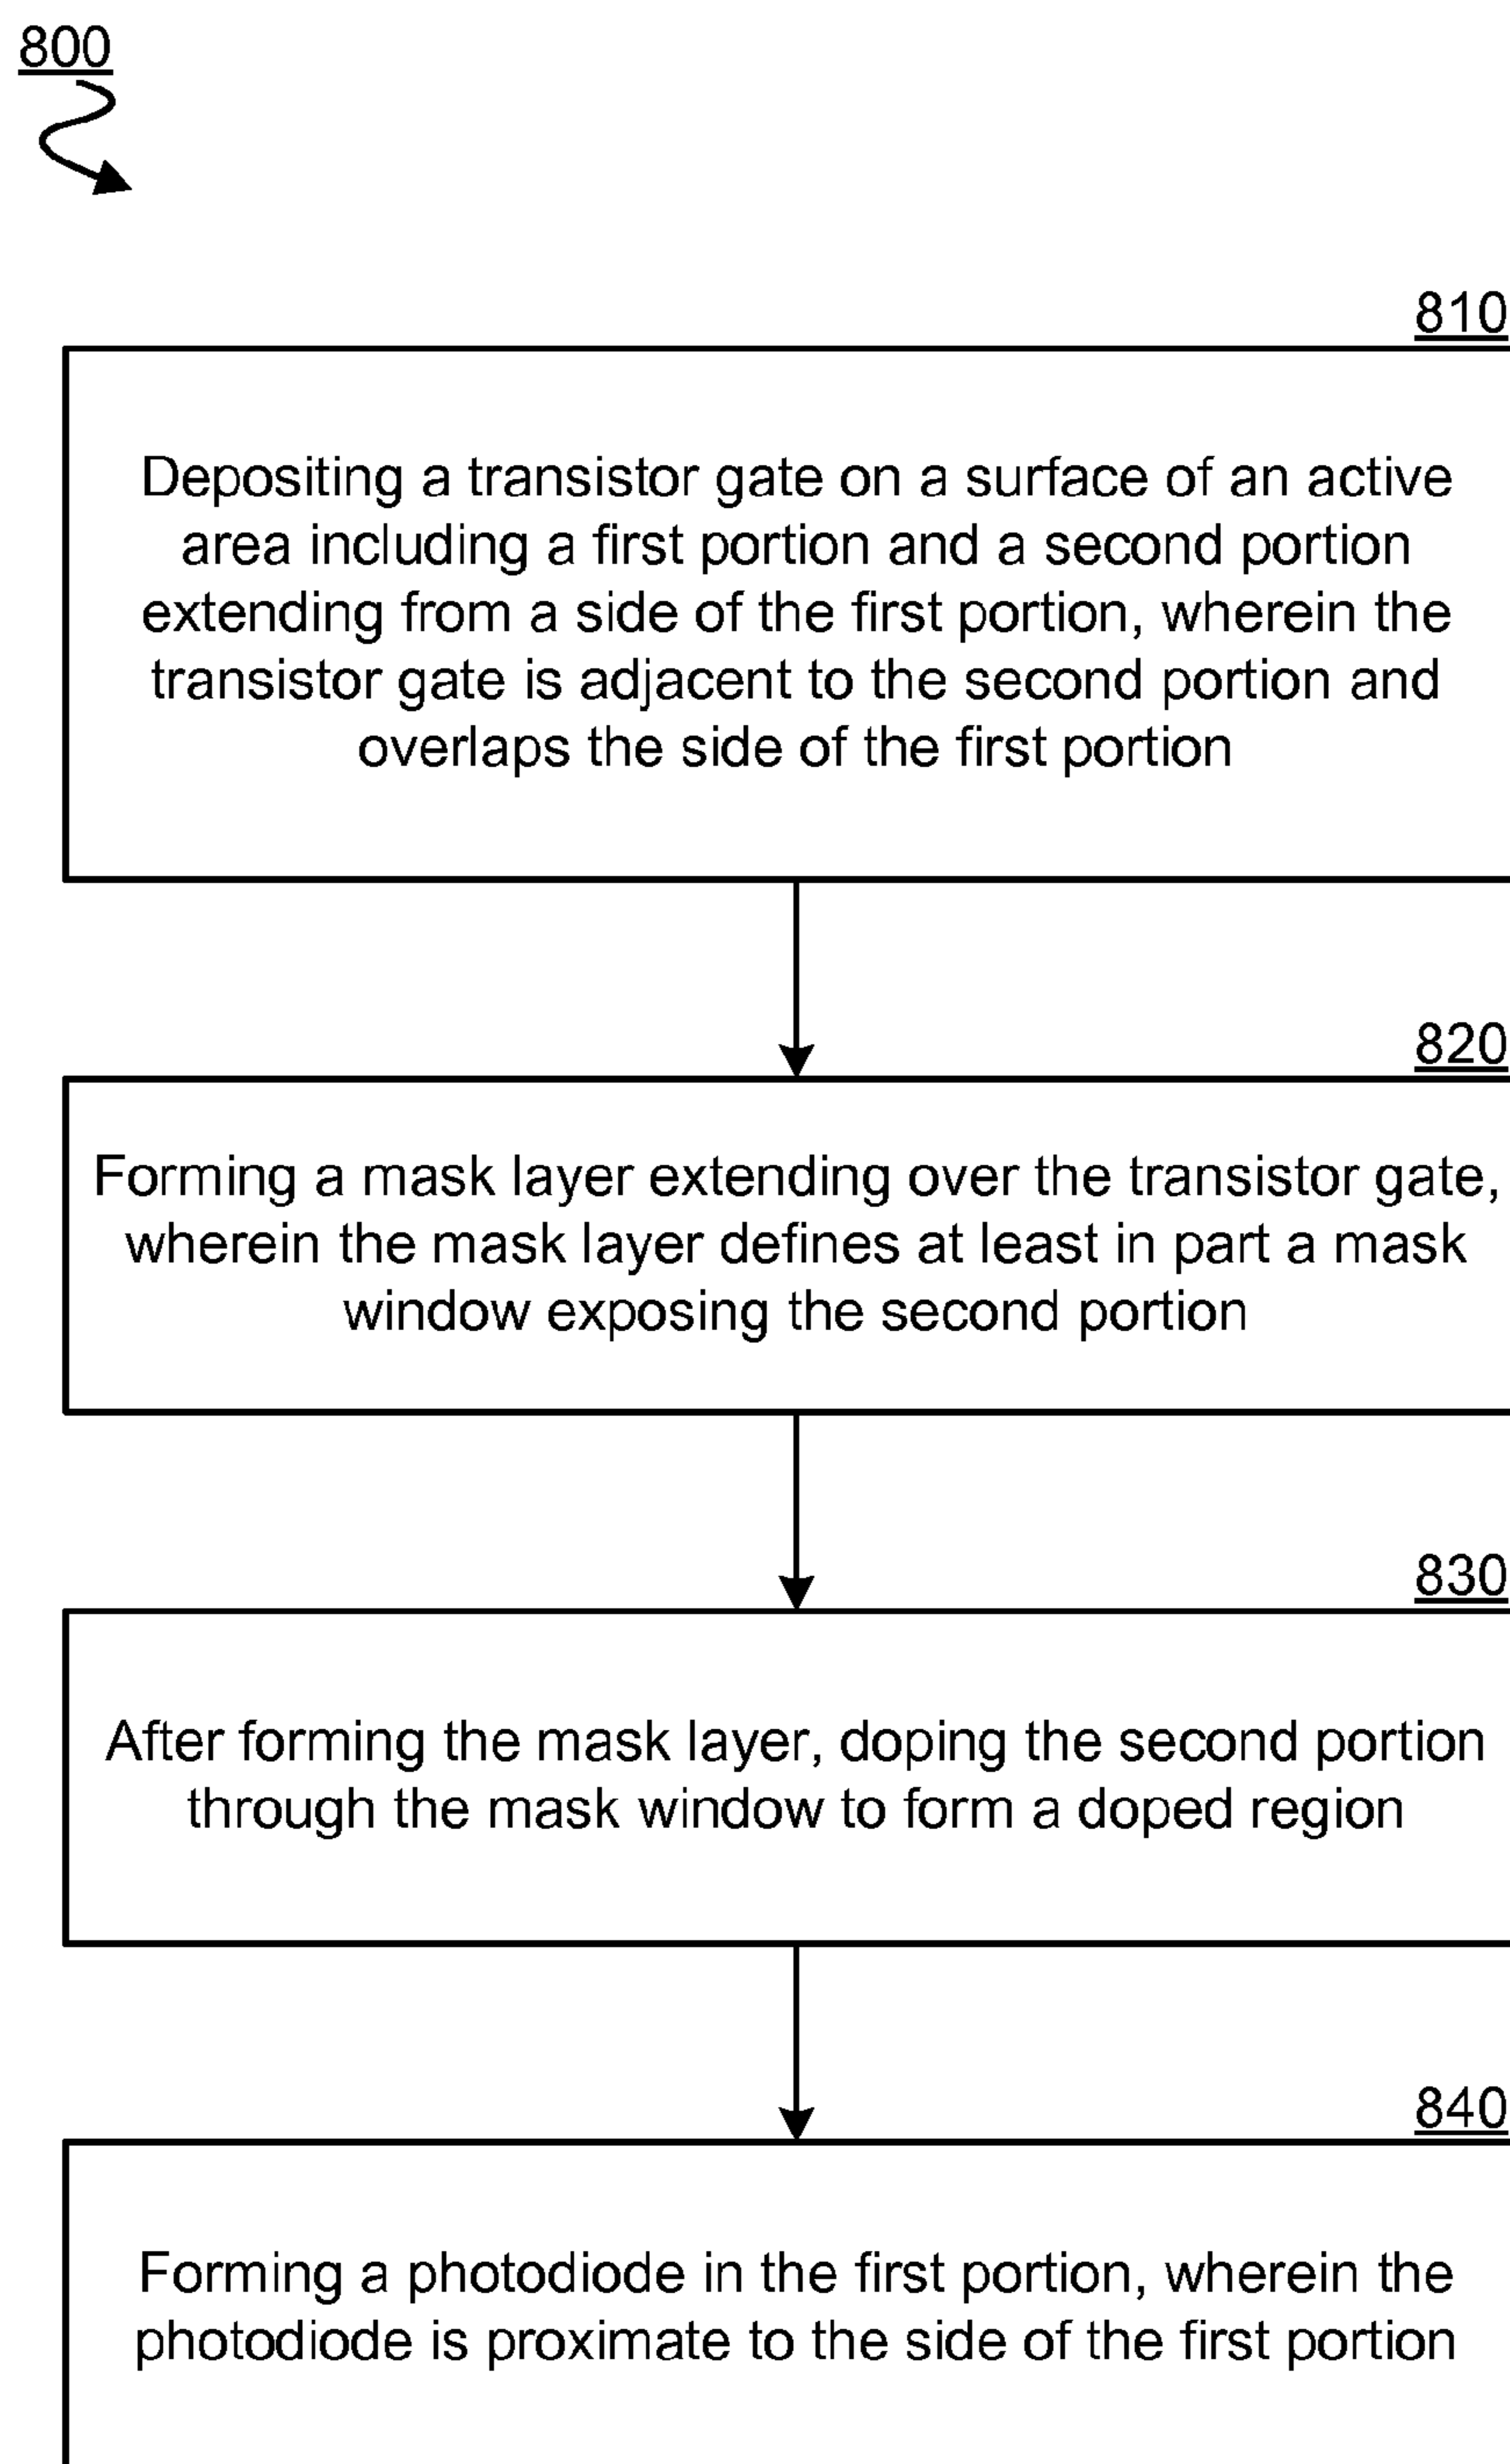 800
810
Depositing a transistor gate on a surface of an active
area including a first portion and a second portion
extending from a side of the first portion, wherein the
transistor gate is adjacent to the second portion and
overlaps the side of the first portion
820
Forming a mask layer extending over the transistor gate,
wherein the mask layer defines at least in part a mask
window exposing the second portion
830
After forming the mask layer, doping the second portion
through the mask window to form a doped region
840
Forming a photodiode in the first portion, wherein the
photodiode is proximate to the side of the first portion